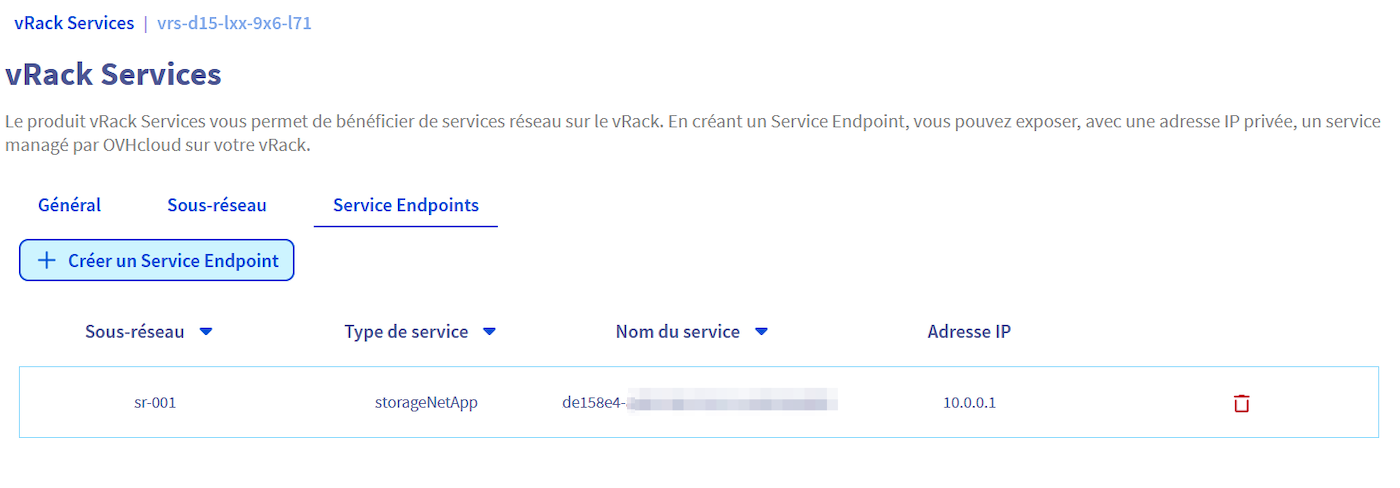 vRack Services | vrs-d15-lxx-9x6-l71
vRack Services
Le produit vRack Services vous permet de bénéficier de services réseau sur le vRack. En créant un Service Endpoint, vous pouvez exposer, avec une adresse IP privée, un service
managé par OVHcloud sur votre vRack.
Général Sous-réseau Service Endpoints
+ Créer un Service Endpoint
Sous-réseau Type de service Nom du service Adresse IP
sr-001 storageNetApp de158e4- 10.0.0.1